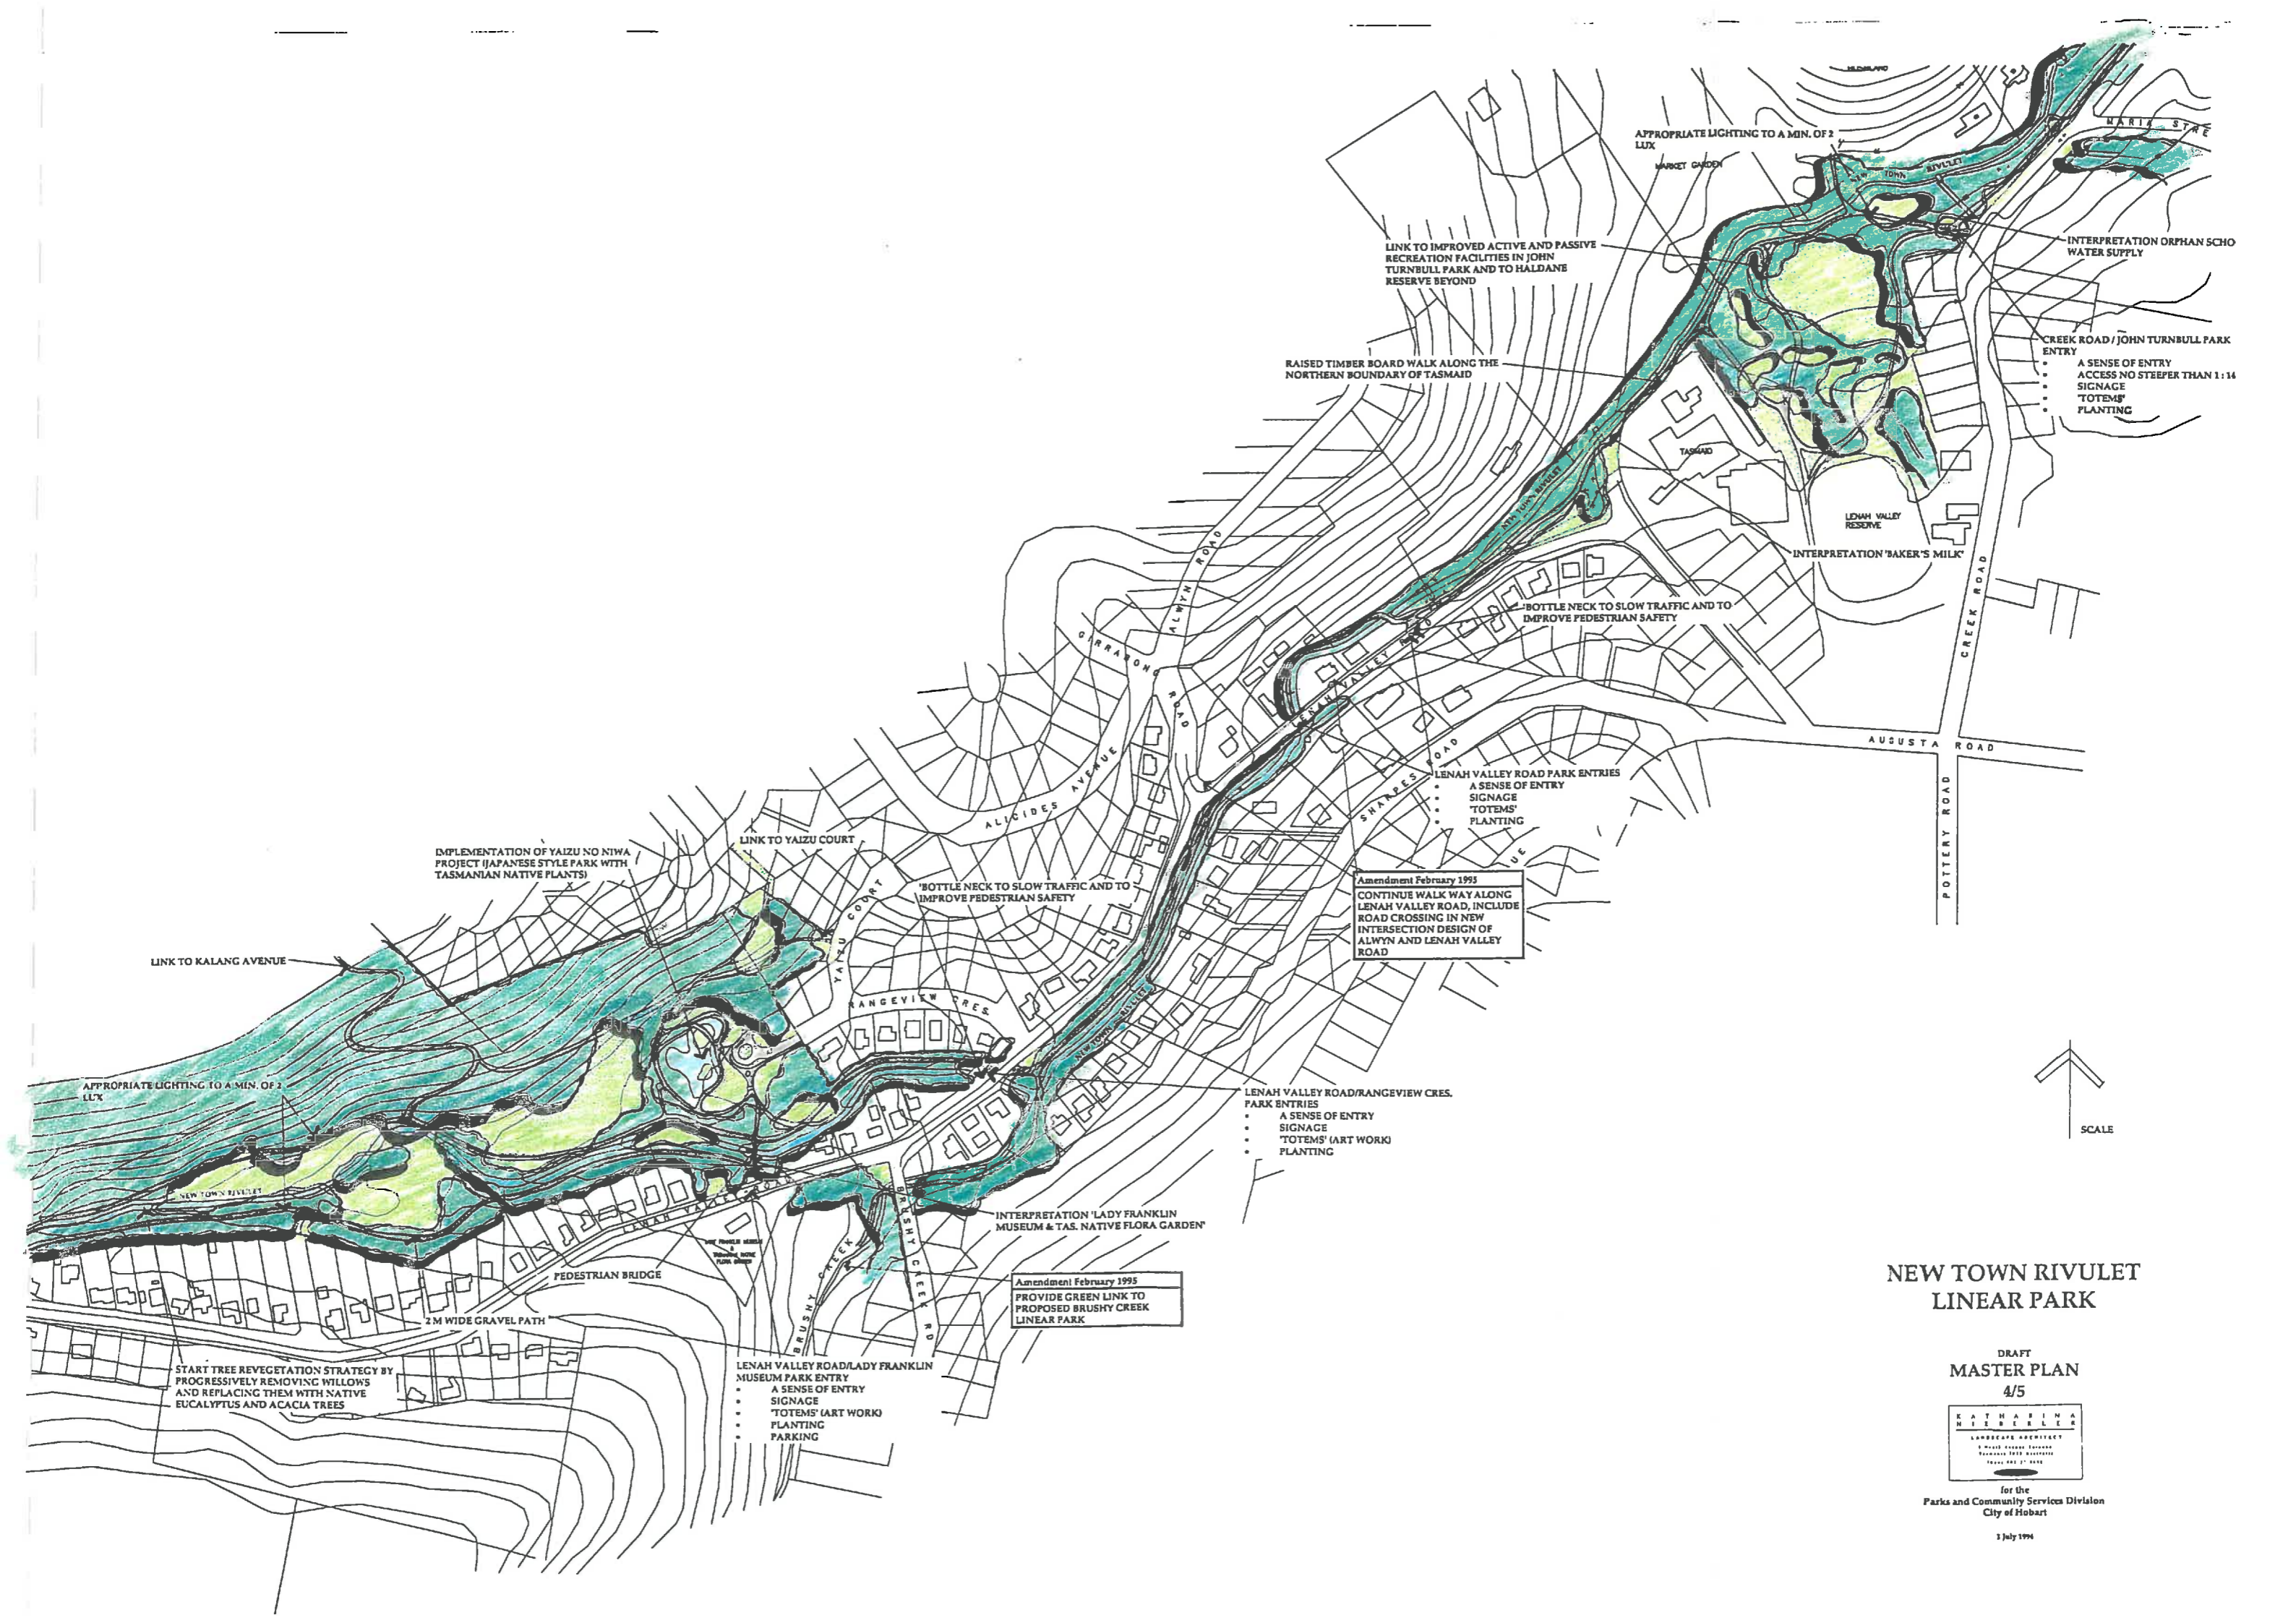 HARIA STRE
APPROPRIATE LIGHTING TO A MIN. OF 2
LUX
MARKET GARDEN
NEW TOWN RIVULET
LINK TO IMPROVED ACTIVE AND PASSIVE
RECREATION FACILITIES IN JOHN
TURNBULL PARK AND TO HALDANE
RESERVE BEYOND
INTERPRETATION ORPHAN SCHO
WATER SUPPLY
CREEK ROAD / JOHN TURNBULL PARK
ENTRY
• A SENSE OF ENTRY
• ACCESS NO STEEPER THAN 1 : 14
• SIGNAGE
• 'TOTEMS'
• PLANTING
RAISED TIMBER BOARD WALK ALONG THE
NORTHERN BOUNDARY OF TASMAID
TASMAID
NEW TOWN RIVULET
LENAH VALLEY
RESERVE
INTERPRETATION 'BAKER'S MILK'
CREEK ROAD
ALWYN ROAD
'BOTTLE NECK TO SLOW TRAFFIC AND TO
IMPROVE PEDESTRIAN SAFETY
GIRRABONG ROAD
LENAH VALLEY ROAD
AUGUSTA ROAD
POTTERY ROAD
SHARPES ROAD
ALICIDES AVENUE
LENAH VALLEY ROAD PARK ENTRIES
• A SENSE OF ENTRY
• SIGNAGE
• 'TOTEMS'
• PLANTING
UE
LINK TO YAIZU COURT
IMPLEMENTATION OF YAIZU NO NIWA
PROJECT (JAPANESE STYLE PARK WITH
TASMANIAN NATIVE PLANTS)
'BOTTLE NECK TO SLOW TRAFFIC AND TO
IMPROVE PEDESTRIAN SAFETY
Amendment February 1995
CONTINUE WALK WAY ALONG
LENAH VALLEY ROAD, INCLUDE
ROAD CROSSING IN NEW
INTERSECTION DESIGN OF
ALWYN AND LENAH VALLEY
ROAD
YAIZU COURT
LINK TO KALANG AVENUE
RANGEVIEW CRES.
NEW TOWN RIVULET
APPROPRIATE LIGHTING TO A MIN. OF 2
LUX
LENAH VALLEY ROAD/RANGEVIEW CRES.
PARK ENTRIES
• A SENSE OF ENTRY
• SIGNAGE
• 'TOTEMS' (ART WORK)
• PLANTING
SCALE
NEW TOWN RIVULET
LENAH VALLEY ROAD
INTERPRETATION 'LADY FRANKLIN
MUSEUM & TAS. NATIVE FLORA GARDEN'
BRUSHY CREEK RD
BRUSHY CREEK
PEDESTRIAN BRIDGE
Amendment February 1995
PROVIDE GREEN LINK TO
PROPOSED BRUSHY CREEK
LINEAR PARK
2 M WIDE GRAVEL PATH
START TREE REVEGETATION STRATEGY BY
PROGRESSIVELY REMOVING WILLOWS
AND REPLACING THEM WITH NATIVE
EUCALYPTUS AND ACACIA TREES
LENAH VALLEY ROAD/LADY FRANKLIN
MUSEUM PARK ENTRY
• A SENSE OF ENTRY
• SIGNAGE
• 'TOTEMS' (ART WORK)
• PLANTING
• PARKING
NEW TOWN RIVULET
LINEAR PARK
DRAFT
MASTER PLAN
4/5
KATHARINA
LANDSCAPE ARCHITECT
for the
Parks and Community Services Division
City of Hobart
1 July 1994